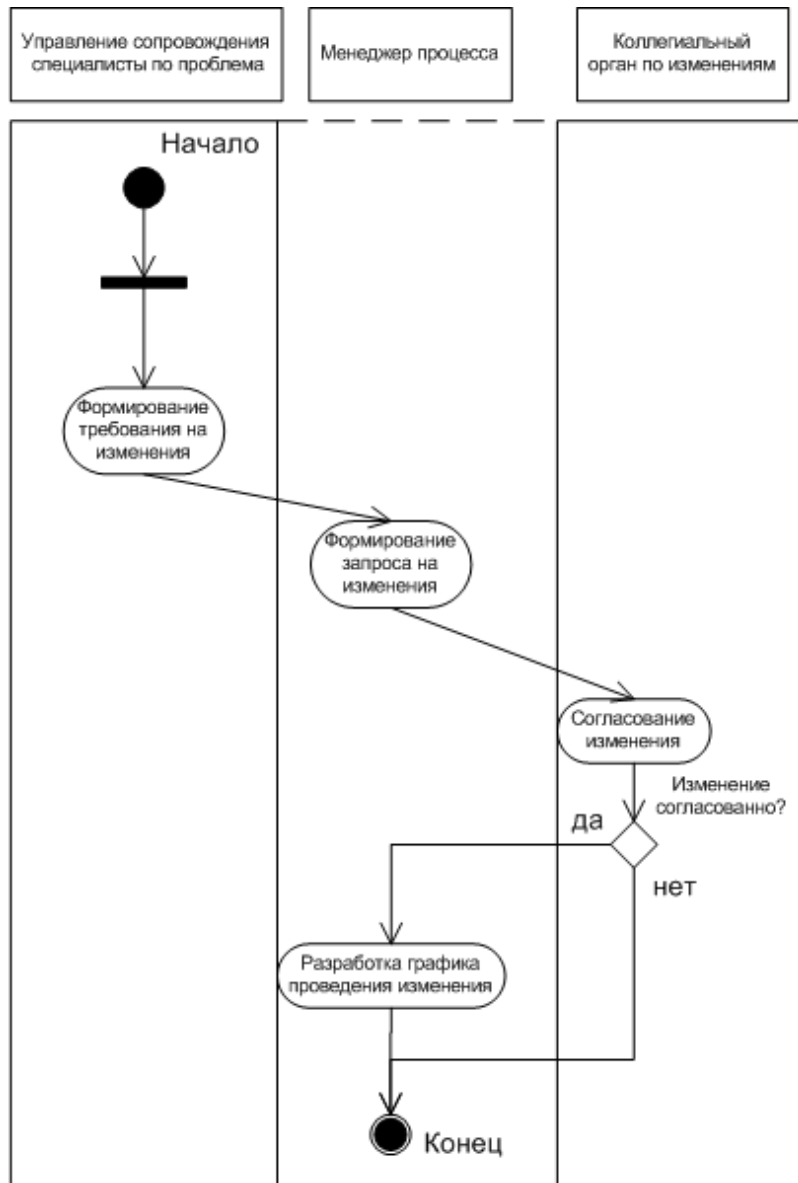 Управление сопровождения
специалисты по проблема
Менеджер процесса
Коллегиальный
орган по изменениям
Начало
Формирование
требования на
изменения
Формирование
запроса на
изменения
Согласование
изменения
Изменение
согласованно?
да
нет
Разработка графика
проведения изменения
Конец